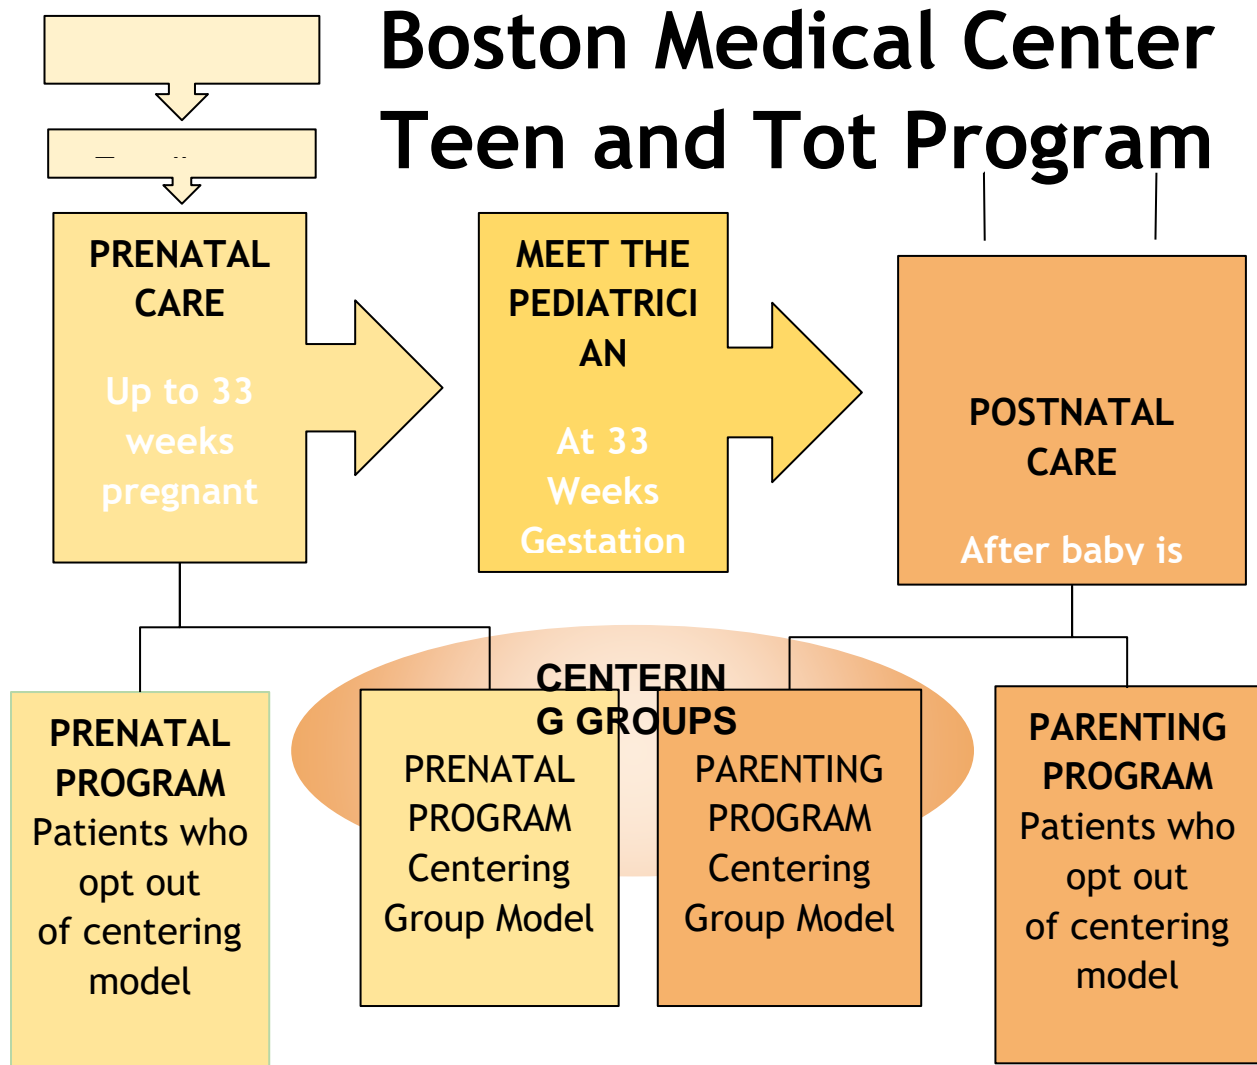 Boston Medical Center
Teen and Tot Program
PRENATAL
CARE
Up to 33
weeks
pregnant
MEET THE
PEDIATRICI
AN
At 33
Weeks
Gestation
POSTNATAL
CARE
After baby is
CENTERIN
G GROUPS
PRENATAL
PROGRAM
Patients who
opt out
of centering
model
PRENATAL
PROGRAM
Centering
Group Model
PARENTING
PROGRAM
Centering
Group Model
PARENTING
PROGRAM
Patients who
opt out
of centering
model